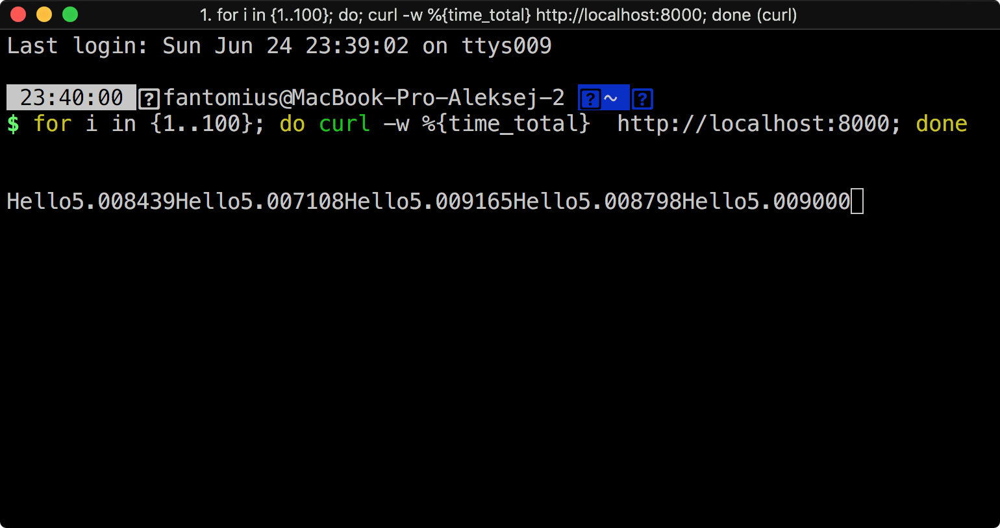 1. for i in {1..100}; do; curl -w %{time_total} http://localhost:8000; done (curl)
Last login: Sun Jun 24 23:39:02 on ttys009
23:40:00 ?fantomius@MacBook-Pro-Aleksej-2 ?~ ?
$ for i in {1..100}; do curl -w %{time_total}  http://localhost:8000; done
Hello5.008439Hello5.007108Hello5.009165Hello5.008798Hello5.009000